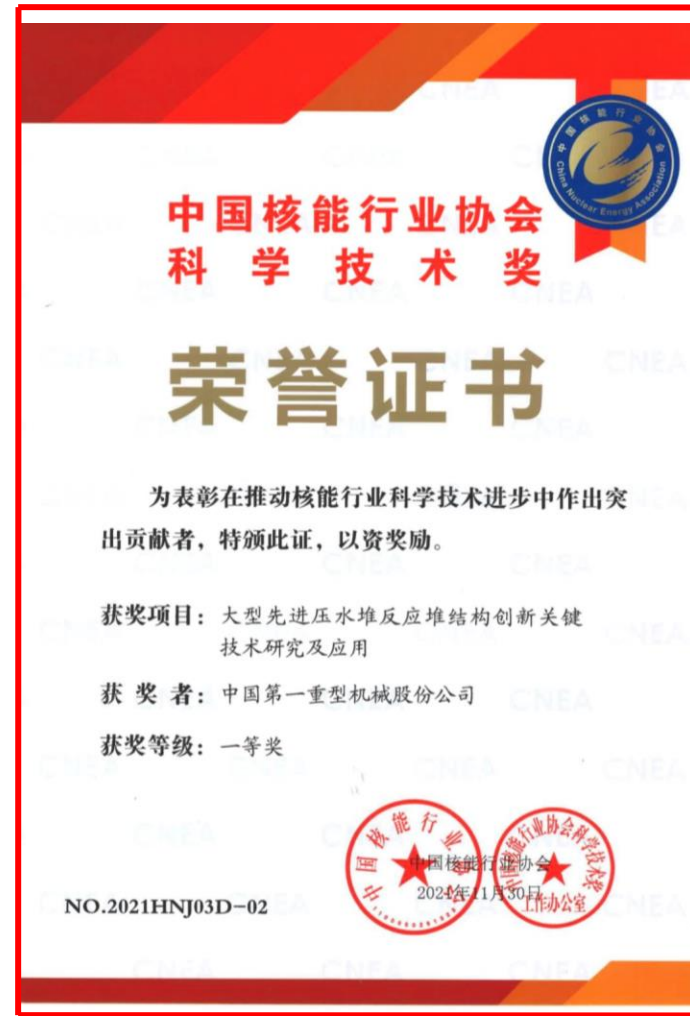 中国核能行业协会
China Nuclear Energy Association
中国核能行业协会
科学技术奖
荣誉证书
为表彰在推动核能行业科学技术进步中作出突
出贡献者，特颁此证，以资奖励。
获奖项目：大型先进压水堆反应堆结构创新关键
技术研究及应用
获 奖 者：中国第一重型机械股份公司
获奖等级：一等奖
中国核能行业协会
2021年11月30日
中国核能行业协会
中国核能行业协会科学技术奖
工作办公室
NO.2021HNJ03D-02
CNEA